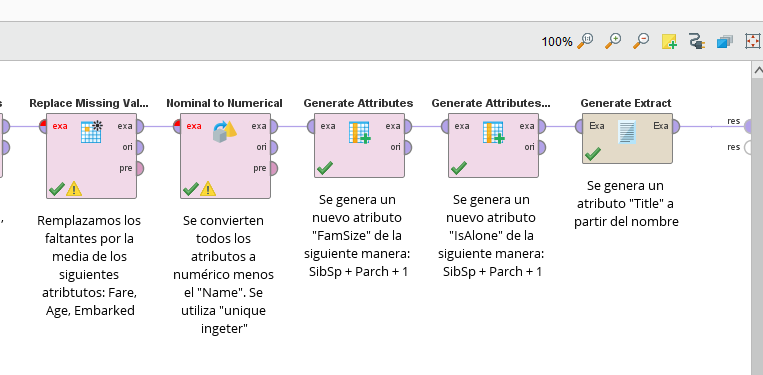 100%
s
Replace Missing Val...
exa
exa
ori
pre
Remplazamos los
faltantes por la
media de los
siguientes
atribtutos: Fare,
Age, Embarked
Nominal to Numerical
exa
exa
ori
pre
Se convierten
todos los
atributos a
numérico menos
el "Name". Se
utiliza "unique
ingeter"
Generate Attributes
exa
exa
ori
Se genera un
nuevo atributo
"FamSize" de la
siguiente manera:
SibSp + Parch + 1
Generate Attributes...
exa
exa
ori
Se genera un
nuevo atributo
"IsAlone" de la
siguiente manera:
SibSp + Parch + 1
Generate Extract
Exa
Exa
Se genera un
atributo "Title" a
partir del nombre
res
res